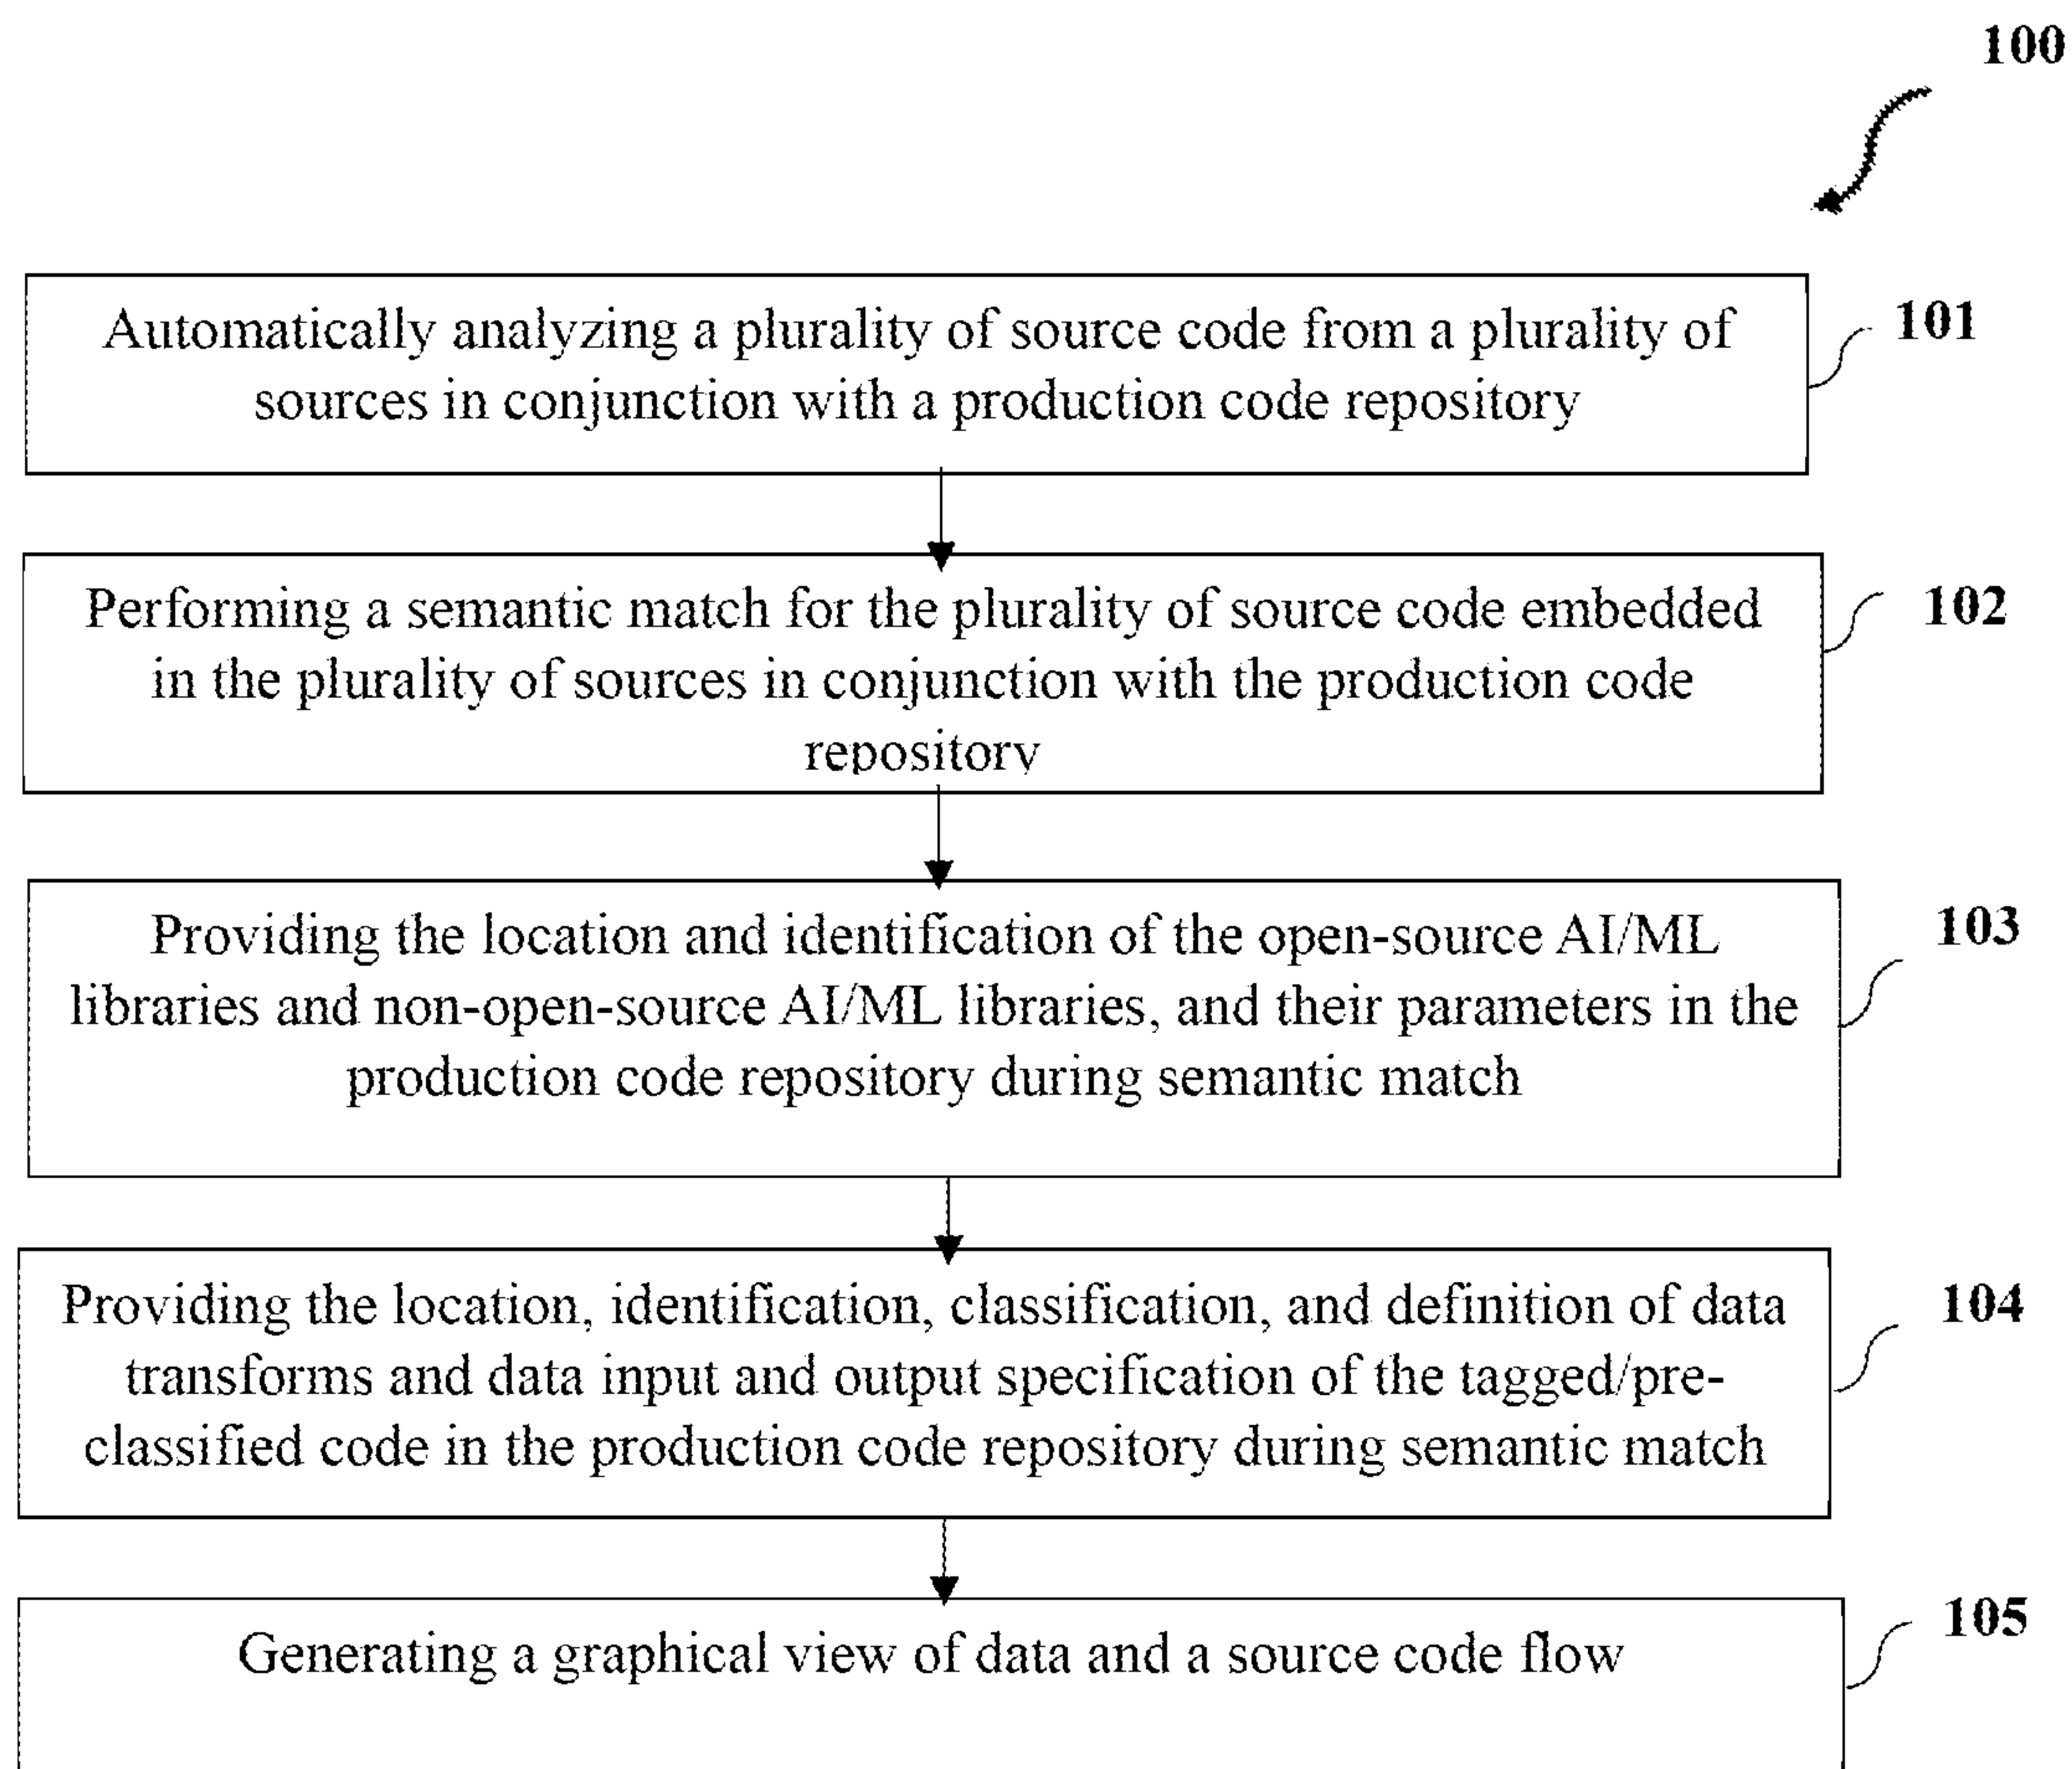 100
Automatically analyzing a plurality of source code from a plurality of
sources in conjunction with a production code repository
101
Performing a semantic match for the plurality of source code embedded
in the plurality of sources in conjunction with the production code
repository
102
Providing the location and identification of the open-source AI/ML
libraries and non-open-source AI/ML libraries, and their parameters in the
production code repository during semantic match
103
Providing the location, identification, classification, and definition of data
transforms and data input and output specification of the tagged/pre-
classified code in the production code repository during semantic match
104
Generating a graphical view of data and a source code flow
105